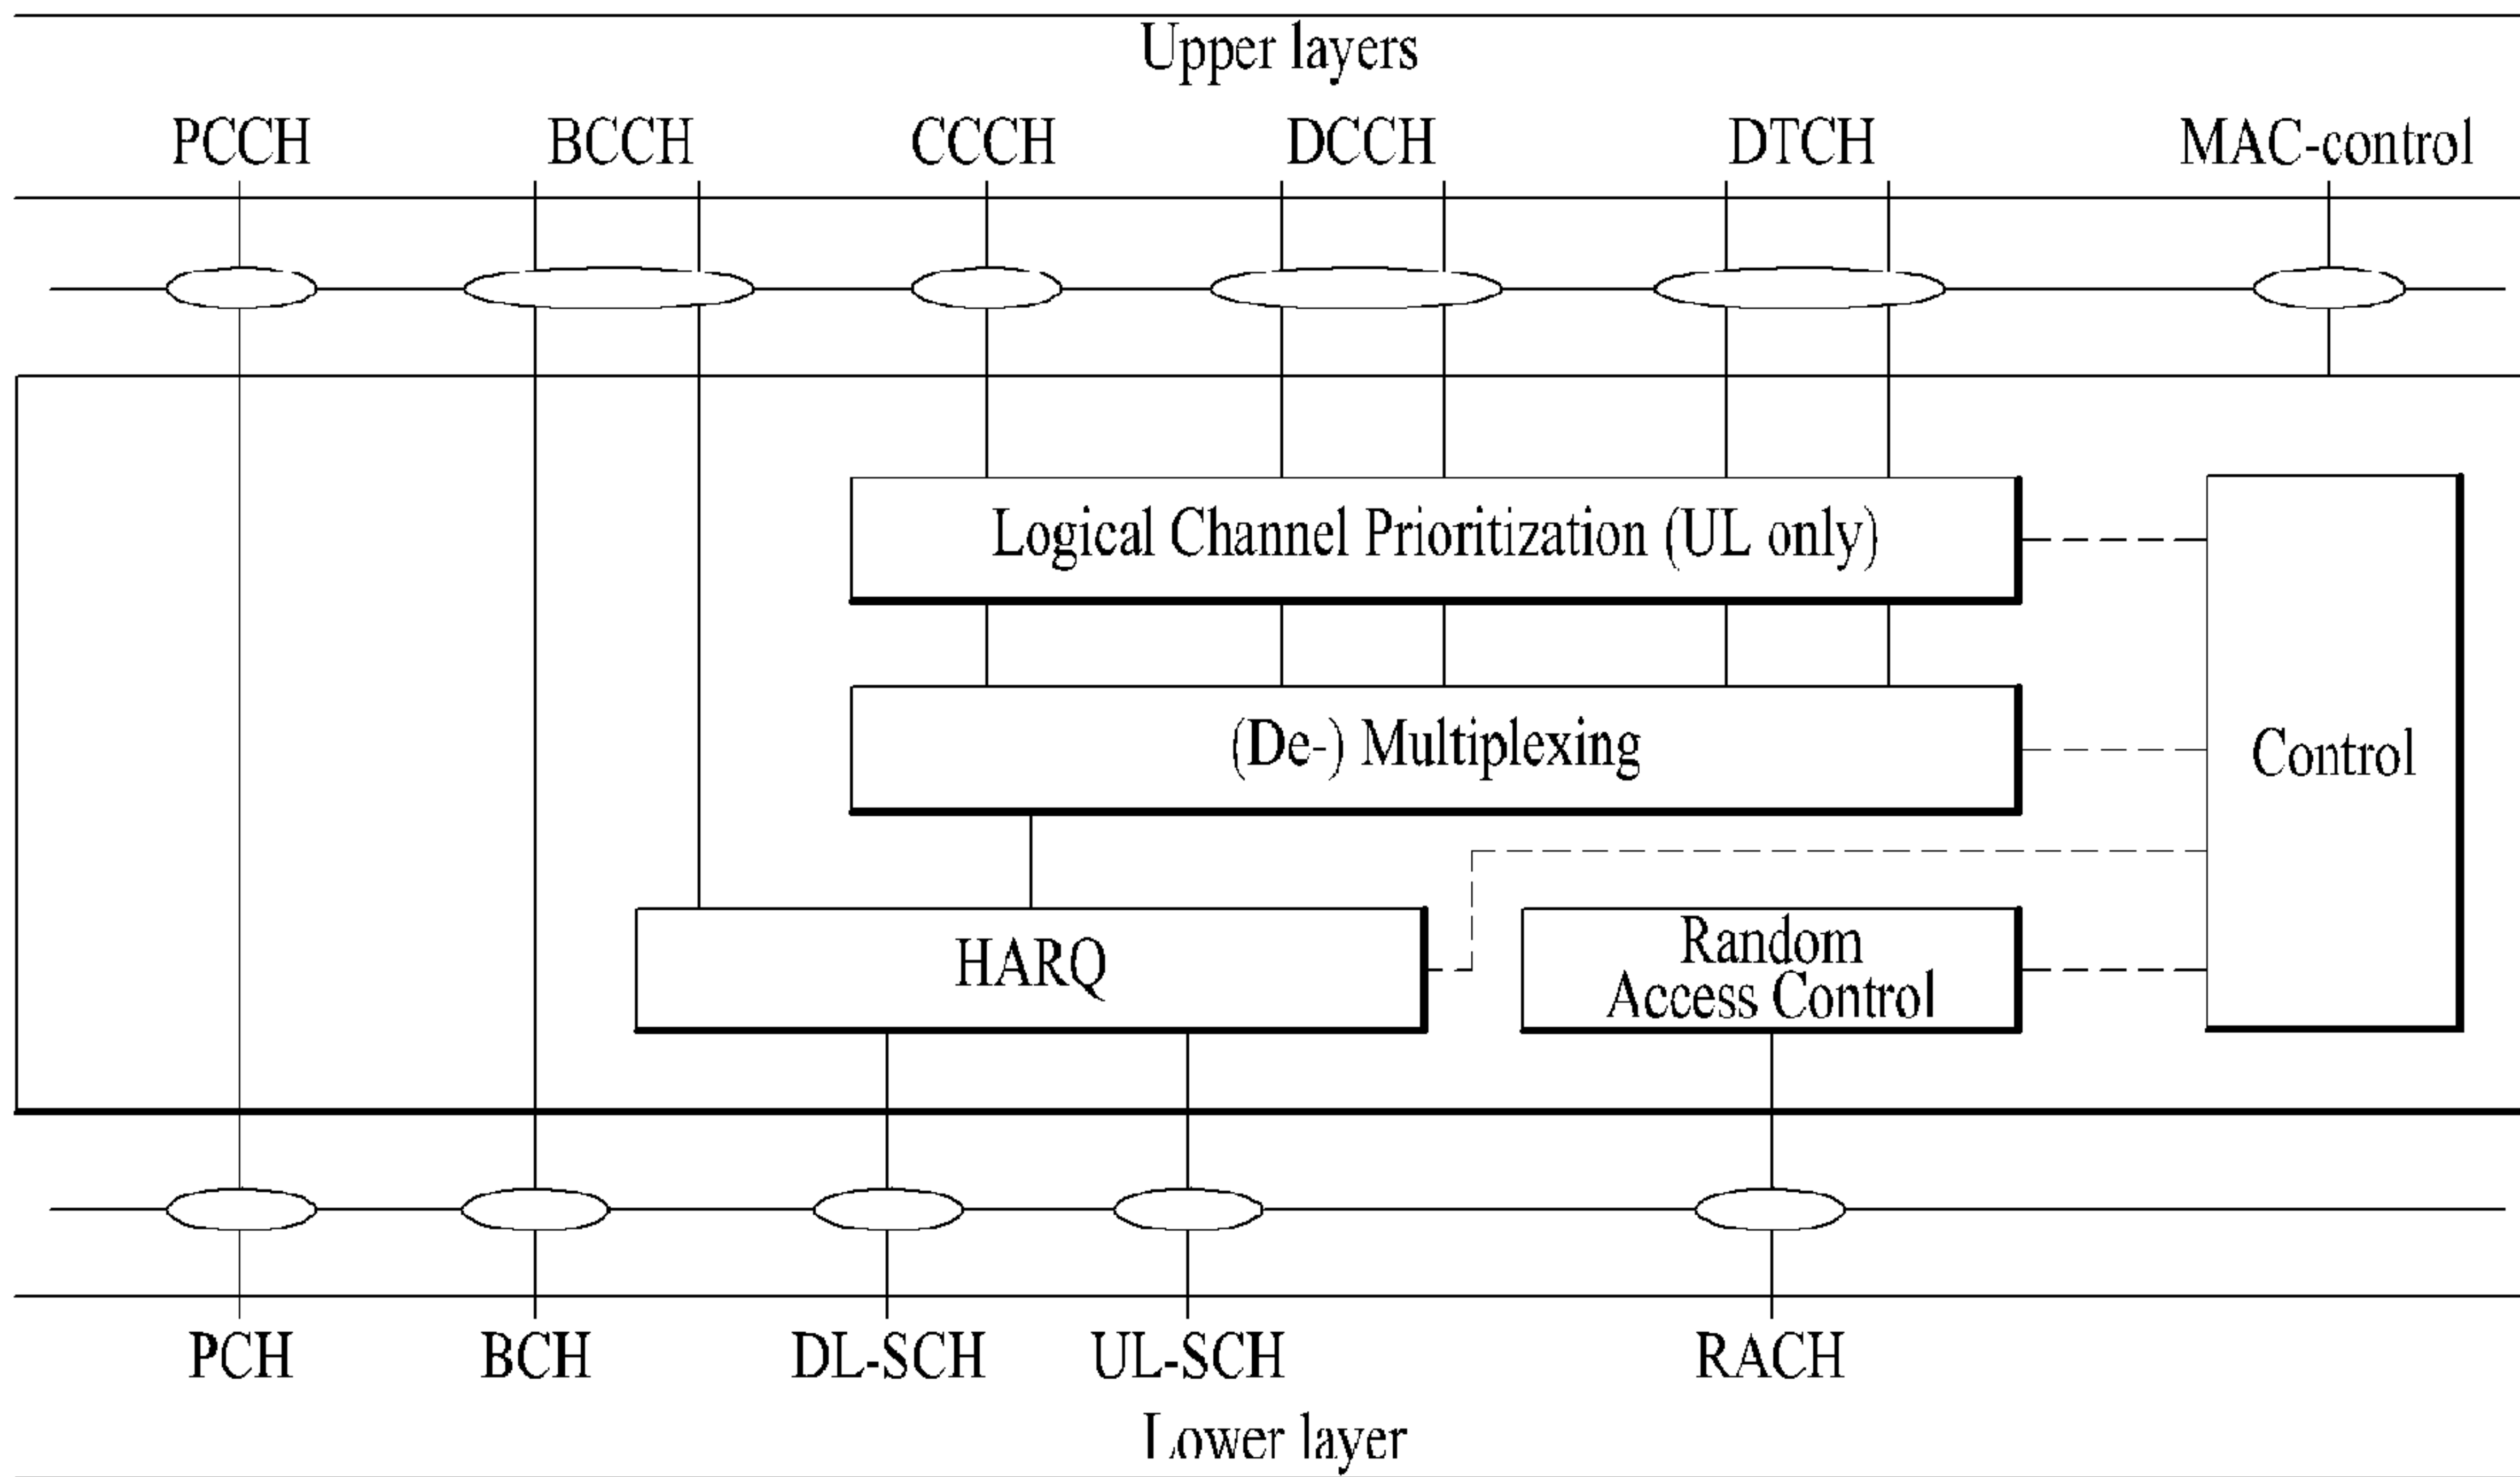 Upper layers
PCCH BCCH CCCH DCCH DTCH MAC-control
Logical Channel Prioritization (UL only)
(De-) Multiplexing
Control
HARQ
Random
Access Control
PCH BCH DL-SCH UL-SCH RACH
Lower layer